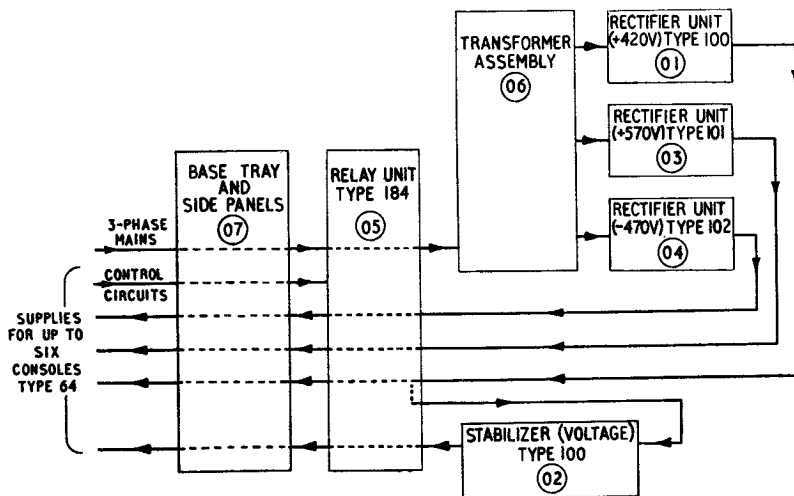 TRANSFORMER
ASSEMBLY
06
RECTIFIER UNIT
(+420V) TYPE 100
01
RECTIFIER UNIT
(+570V) TYPE 101
03
RECTIFIER UNIT
(-470V) TYPE 102
04
BASE TRAY
AND
SIDE PANELS
07
RELAY UNIT
TYPE 184
05
3-PHASE
MAINS
CONTROL
CIRCUITS
SUPPLIES
FOR UP TO
SIX
CONSOLES
TYPE 64
STABILIZER (VOLTAGE)
TYPE 100
02